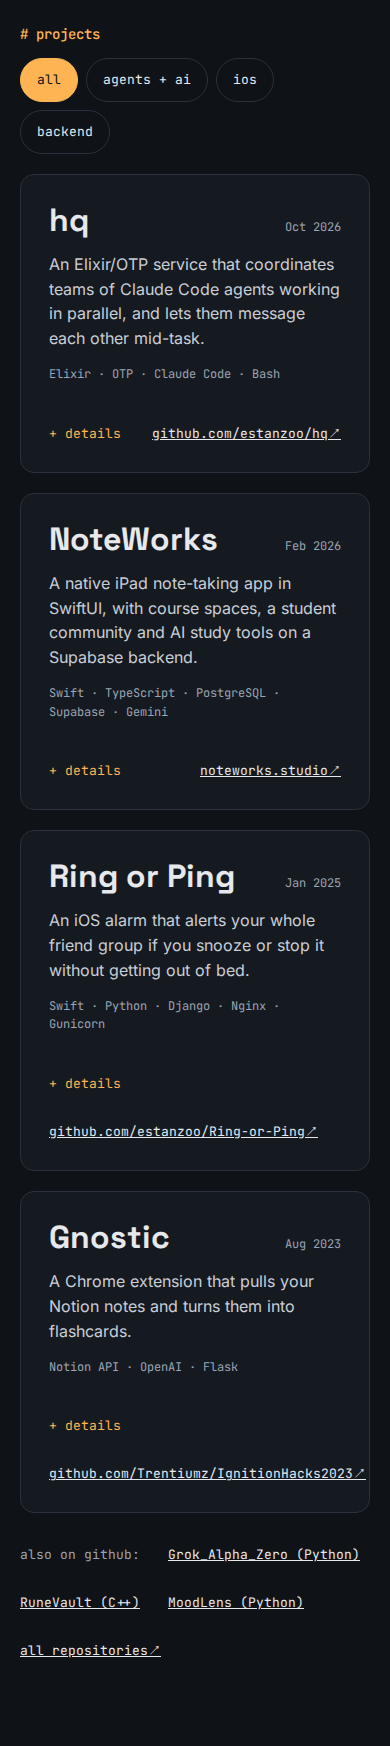 # projects
all
agents + ai
ios
backend
hq
Oct 2026
An Elixir/OTP service that coordinates
teams of Claude Code agents working
in parallel, and lets them message
each other mid-task.
Elixir · OTP · Claude Code · Bash
+ details
github.com/estanzoo/hq↗
NoteWorks
Feb 2026
A native iPad note-taking app in
SwiftUI, with course spaces, a student
community and AI study tools on a
Supabase backend.
Swift · TypeScript · PostgreSQL ·
Supabase · Gemini
+ details
noteworks.studio↗
Ring or Ping
Jan 2025
An iOS alarm that alerts your whole
friend group if you snooze or stop it
without getting out of bed.
Swift · Python · Django · Nginx ·
Gunicorn
+ details
github.com/estanzoo/Ring-or-Ping↗
Gnostic
Aug 2023
A Chrome extension that pulls your
Notion notes and turns them into
flashcards.
Notion API · OpenAI · Flask
+ details
github.com/Trentiumz/IgnitionHacks2023↗
also on github:
Grok_Alpha_Zero (Python)
RuneVault (C++)
MoodLens (Python)
all repositories↗